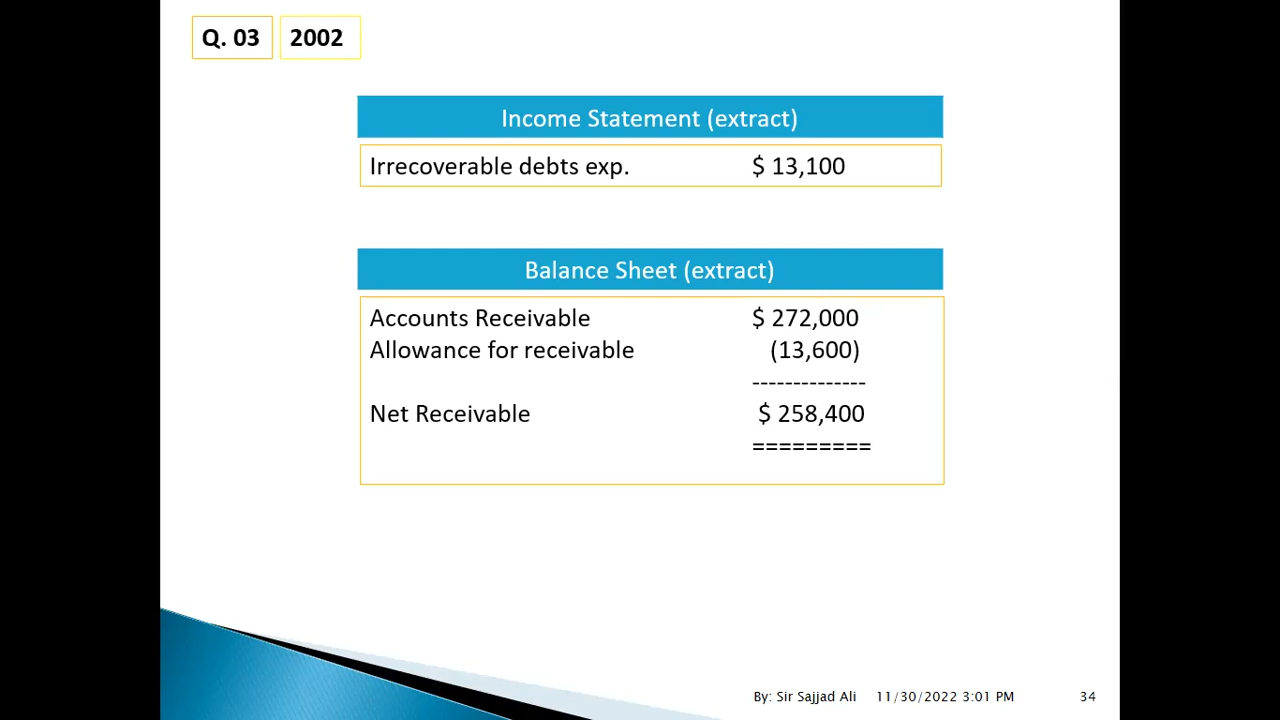 Q. 03 2002
Income Statement (extract)
Irrecoverable debts exp. $ 13,100
Balance Sheet (extract)
Accounts Receivable $ 272,000
Allowance for receivable (13,600)
--------------
Net Receivable $ 258,400
=========
By: Sir Sajjad Ali 11/30/2022 3:01 PM 34